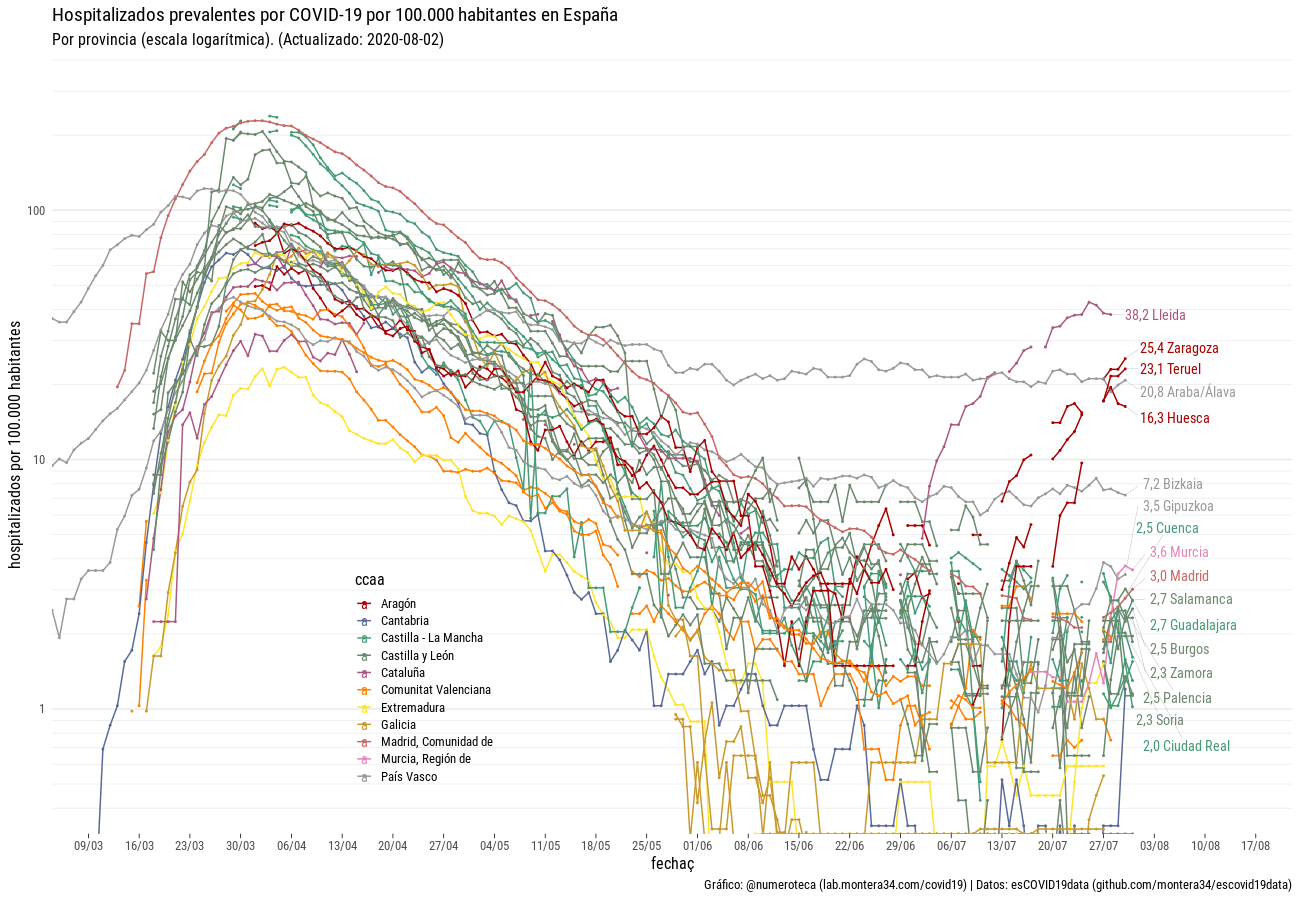 Hospitalizados prevalentes por COVID-19 por 100.000 habitantes en España
Por provincia (escala logarítmica). (Actualizado: 2020-08-02)
hospitalizados por 100.000 habitantes
100
10
1
38,2 Lleida
25,4 Zaragoza
23,1 Teruel
20,8 Araba/Álava
16,3 Huesca
7,2 Bizkaia
3,5 Gipuzkoa
2,5 Cuenca
3,6 Murcia
3,0 Madrid
2,7 Salamanca
2,7 Guadalajara
2,5 Burgos
2,3 Zamora
2,5 Palencia
2,3 Soria
2,0 Ciudad Real
ccaa
Aragón
Cantabria
Castilla - La Mancha
Castilla y León
Cataluña
Comunitat Valenciana
Extremadura
Galicia
Madrid, Comunidad de
Murcia, Región de
País Vasco
09/03 16/03 23/03 30/03 06/04 13/04 20/04 27/04 04/05 11/05 18/05 25/05 01/06 08/06 15/06 22/06 29/06 06/07 13/07 20/07 27/07 03/08 10/08 17/08
fechaç
Gráfico: @numeroteca (lab.montera34.com/covid19) | Datos: esCOVID19data (github.com/montera34/escovid19data)